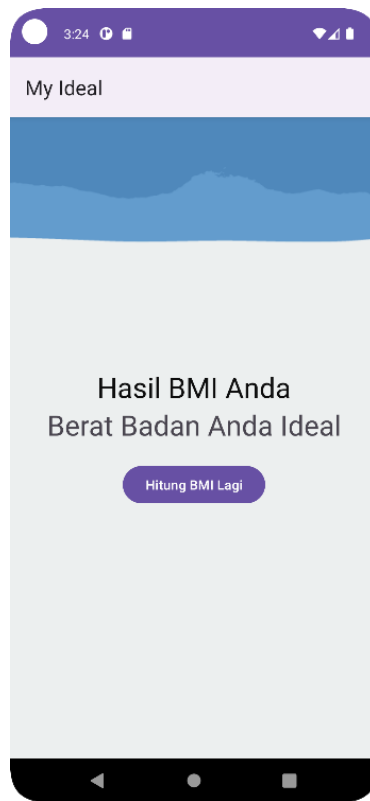 3:24
My Ideal
Hasil BMI Anda
Berat Badan Anda Ideal
Hitung BMI Lagi